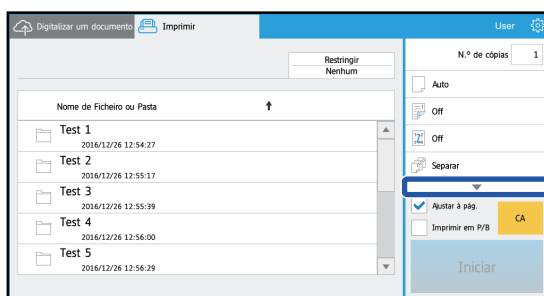 Digitalizar um documento
Imprimir
User
Restringir
Nenhum
Nome de Ficheiro ou Pasta
Test 1
2016/12/26 12:54:27
Test 2
2016/12/26 12:55:17
Test 3
2016/12/26 12:55:39
Test 4
2016/12/26 12:56:00
Test 5
2016/12/26 12:56:29
N.º de cópias 1
Auto
Off
Off
Separar
Ajustar à pág.
Imprimir em P/B
CA
Iniciar